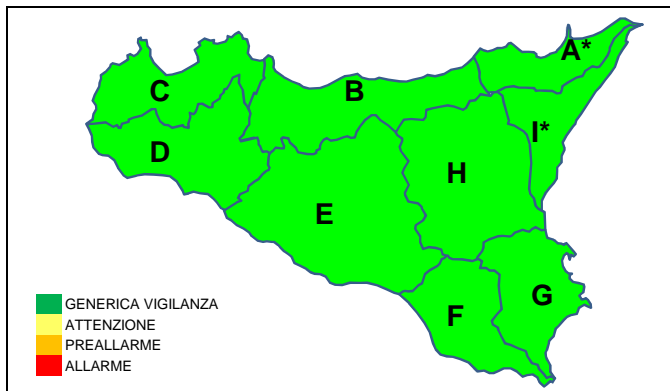 A*
C
B
I*
D
H
E
G
F
GENERICA VIGILANZA
ATTENZIONE
PREALLARME
ALLARME